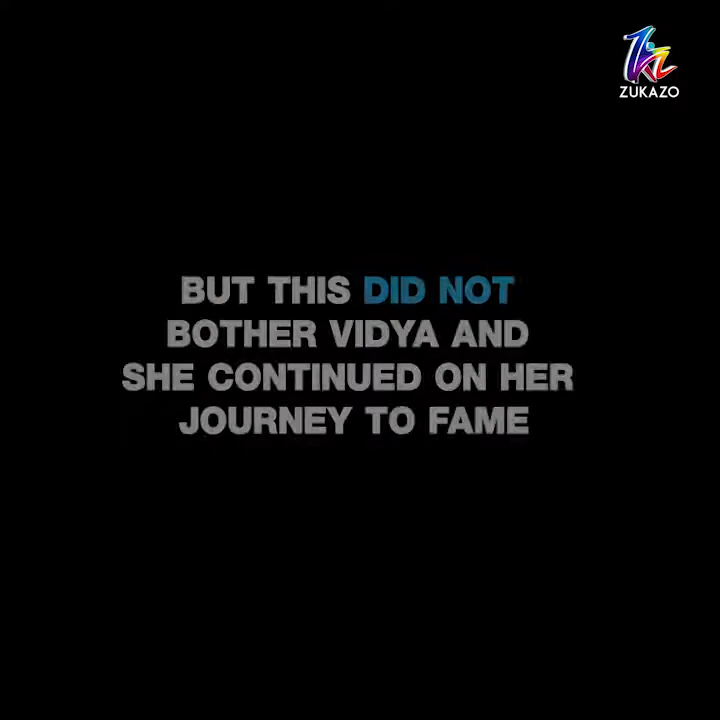 ZUKAZO
BUT THIS DID NOT
BOTHER VIDYA AND
SHE CONTINUED ON HER
JOURNEY TO FAME